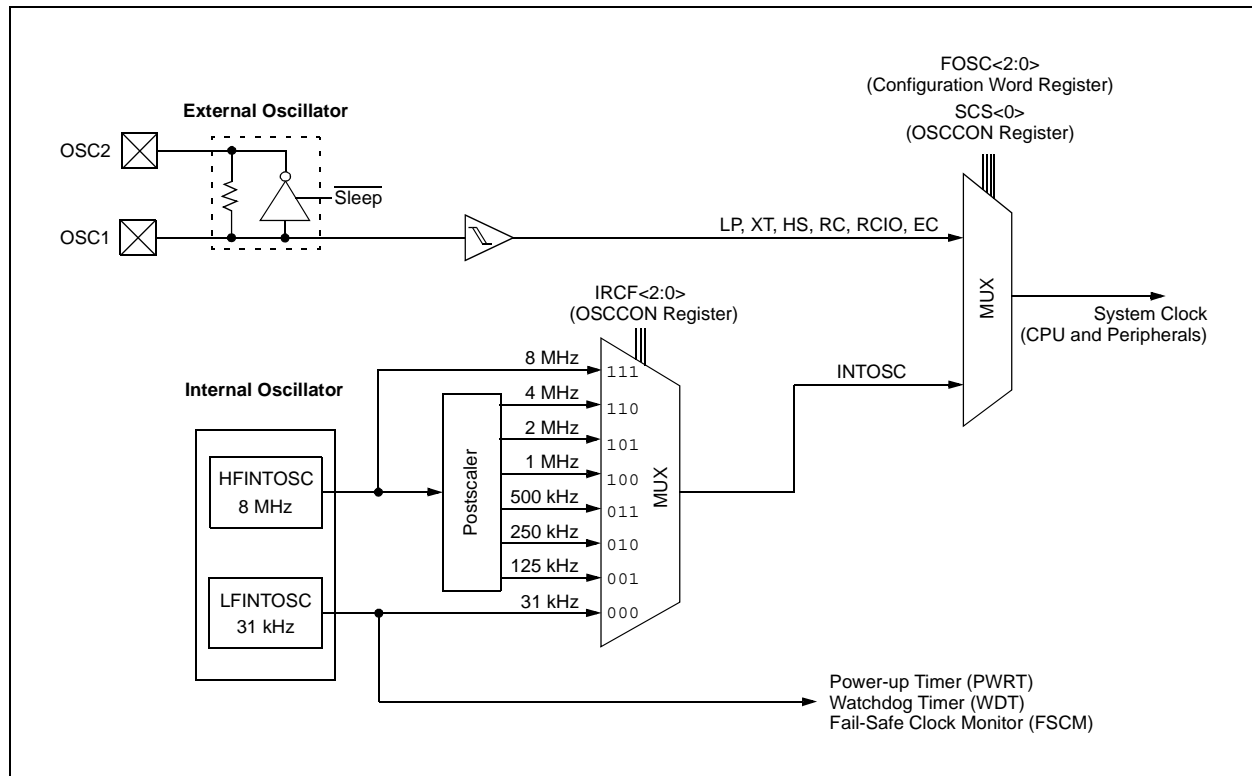 FOSC<2:0>
(Configuration Word Register)
SCS<0>
(OSCCON Register)
External Oscillator
OSC2
Sleep
OSC1
LP, XT, HS, RC, RCIO, EC
IRCF<2:0>
(OSCCON Register)
MUX
System Clock
(CPU and Peripherals)
INTOSC
Internal Oscillator
HFINTOSC
8 MHz
LFINTOSC
31 kHz
Postscaler
8 MHz
4 MHz
2 MHz
1 MHz
500 kHz
250 kHz
125 kHz
31 kHz
111
110
101
100
011
010
001
000
MUX
Power-up Timer (PWRT)
Watchdog Timer (WDT)
Fail-Safe Clock Monitor (FSCM)